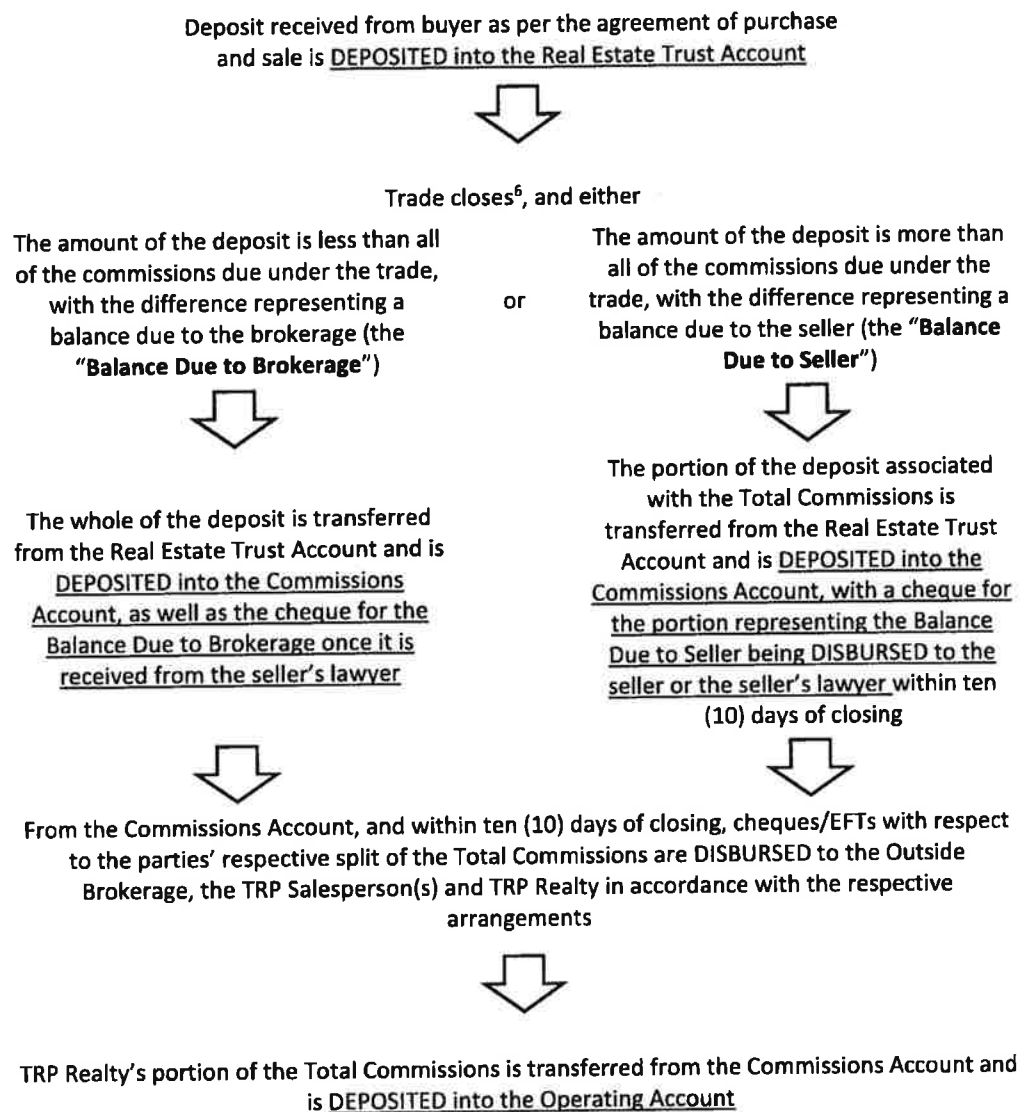 Deposit received from buyer as per the agreement of purchase
and sale is DEPOSITED into the Real Estate Trust Account
Trade closes⁶, and either
The amount of the deposit is less than all
of the commissions due under the trade,
with the difference representing a
balance due to the brokerage (the
"Balance Due to Brokerage")
or
The amount of the deposit is more than
all of the commissions due under the
trade, with the difference representing a
balance due to the seller (the "Balance
Due to Seller")
The whole of the deposit is transferred
from the Real Estate Trust Account and is
DEPOSITED into the Commissions
Account, as well as the cheque for the
Balance Due to Brokerage once it is
received from the seller's lawyer
The portion of the deposit associated
with the Total Commissions is
transferred from the Real Estate Trust
Account and is DEPOSITED into the
Commissions Account, with a cheque for
the portion representing the Balance
Due to Seller being DISBURSED to the
seller or the seller's lawyer within ten
(10) days of closing
From the Commissions Account, and within ten (10) days of closing, cheques/EFTs with respect
to the parties' respective split of the Total Commissions are DISBURSED to the Outside
Brokerage, the TRP Salesperson(s) and TRP Realty in accordance with the respective
arrangements
TRP Realty's portion of the Total Commissions is transferred from the Commissions Account and
is DEPOSITED into the Operating Account